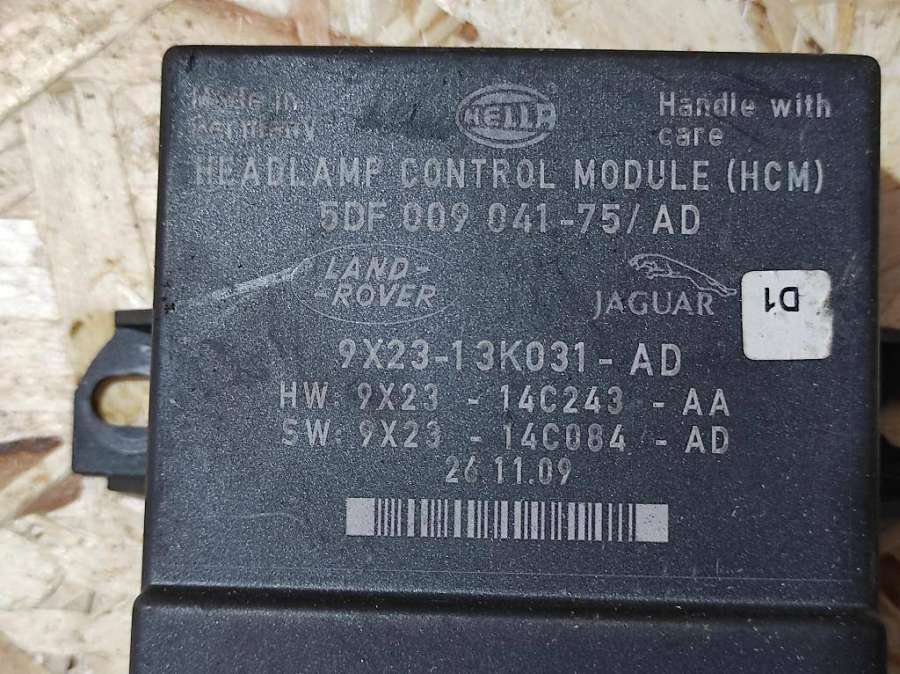 Made in
Germany
HELLA
®
Handle with
care
HEADLAMP CONTROL MODULE (HCM)
5DF 009 041-75/AD
LAND-
-ROVER
JAGUAR
D1
9X23-13K031-AD
HW: 9X23 - 14C243 - AA
SW: 9X23 - 14C084 - AD
26.11.09